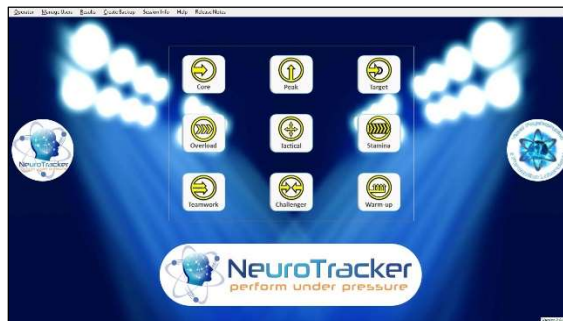 Operator Manage Users Results Create Backup Session Info Help Release Notes
Core Peak Target
Overload Tactical Stamina
Teamwork Challenger Warm-up
NeuroTracker
NeuroTracker
perform under pressure